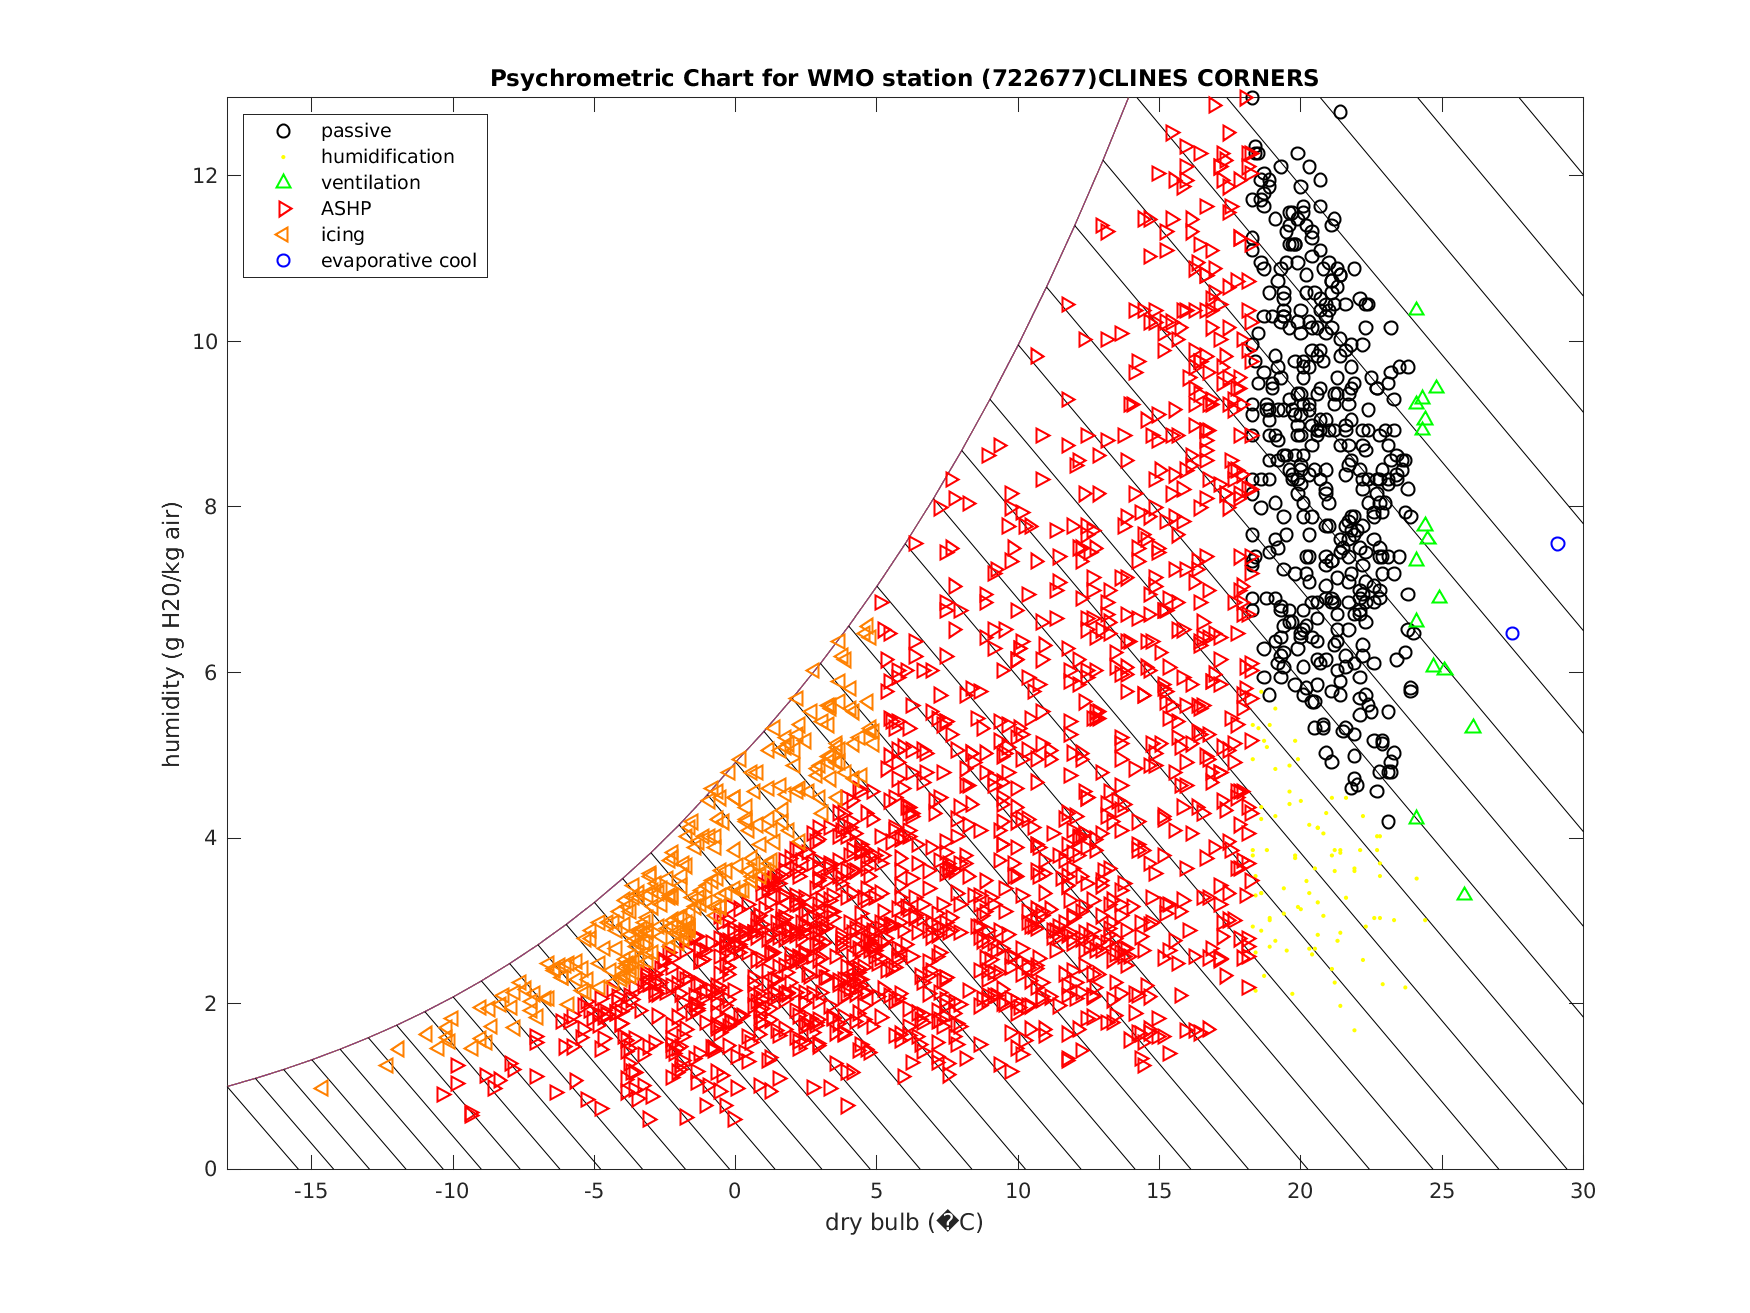 Psychrometric Chart for WMO station (722677)CLINES CORNERS
passive
humidification
ventilation
ASHP
icing
evaporative cool
12
10
8
6
4
2
0
humidity (g H20/kg air)
-15 -10 -5 0 5 10 15 20 25 30
dry bulb (�C)